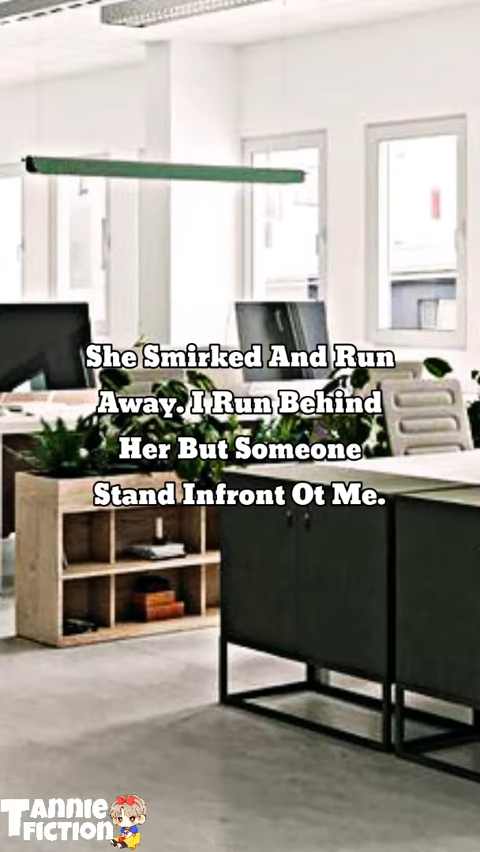 She Smirked And Run
Away. I Run Behind
Her But Someone
Stand Infront Ot Me.
TANNIE
FICTION